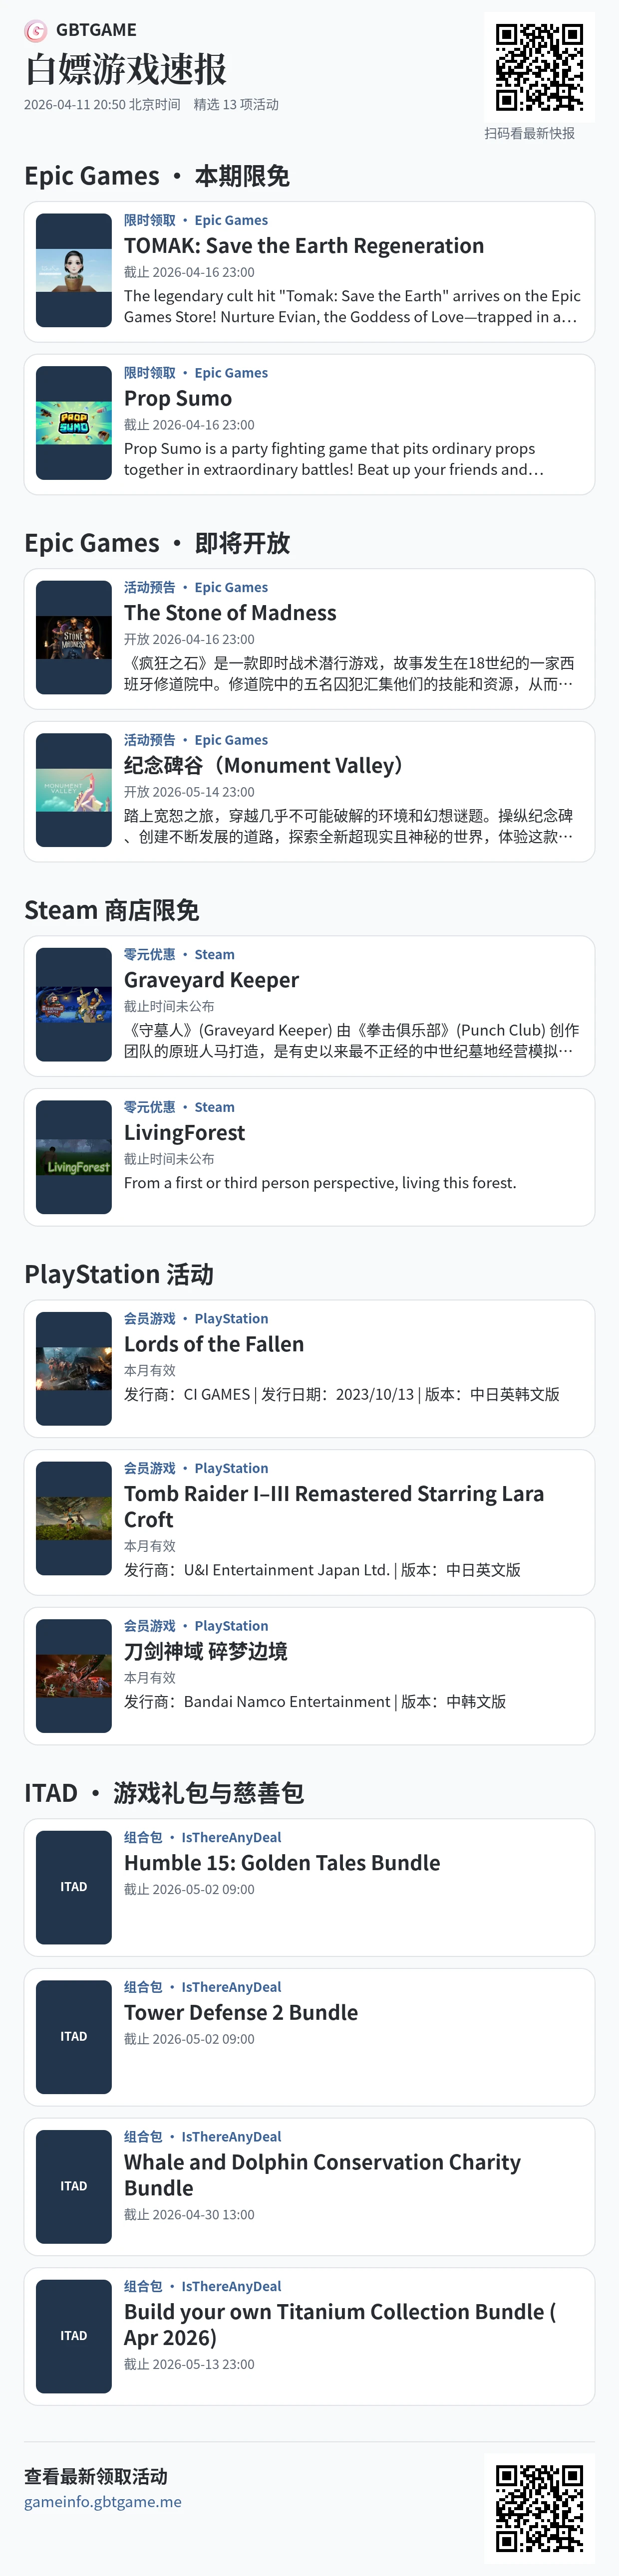 GBTGAME
白嫖游戏速报
2026-04-11 20:50 北京时间 精选 13 项活动
扫码看最新快报
Epic Games · 本期限免
限时领取 · Epic Games
TOMAK: Save the Earth Regeneration
截止 2026-04-16 23:00
The legendary cult hit "Tomak: Save the Earth" arrives on the Epic
Games Store! Nurture Evian, the Goddess of Love—trapped in a…
限时领取 · Epic Games
PROP
SUMO
Prop Sumo
截止 2026-04-16 23:00
Prop Sumo is a party fighting game that pits ordinary props
together in extraordinary battles! Beat up your friends and…
Epic Games · 即将开放
活动预告 · Epic Games
STONE
MADNESS
The Stone of Madness
开放 2026-04-16 23:00
《疯狂之石》是一款即时战术潜行游戏，故事发生在18世纪的一家西
班牙修道院中。修道院中的五名囚犯汇集他们的技能和资源，从而…
活动预告 · Epic Games
MONUMENT
VALLEY
纪念碑谷（Monument Valley）
开放 2026-05-14 23:00
踏上宽恕之旅，穿越几乎不可能破解的环境和幻想谜题。操纵纪念碑
、创建不断发展的道路，探索全新超现实且神秘的世界，体验这款…
Steam 商店限免
零元优惠 · Steam
Graveyard Keeper
截止时间未公布
《守墓人》(Graveyard Keeper) 由《拳击俱乐部》(Punch Club) 创作
团队的原班人马打造，是有史以来最不正经的中世纪墓地经营模拟…
零元优惠 · Steam
LivingForest
LivingForest
截止时间未公布
From a first or third person perspective, living this forest.
PlayStation 活动
会员游戏 · PlayStation
Lords of the Fallen
本月有效
发行商：CI GAMES | 发行日期：2023/10/13 | 版本：中日英韩文版
会员游戏 · PlayStation
Tomb Raider I–III Remastered Starring Lara
Croft
本月有效
发行商：U&I Entertainment Japan Ltd. | 版本：中日英文版
会员游戏 · PlayStation
刀剑神域 碎梦边境
本月有效
发行商：Bandai Namco Entertainment | 版本：中韩文版
ITAD · 游戏礼包与慈善包
组合包 · IsThereAnyDeal
ITAD
Humble 15: Golden Tales Bundle
截止 2026-05-02 09:00
组合包 · IsThereAnyDeal
ITAD
Tower Defense 2 Bundle
截止 2026-05-02 09:00
组合包 · IsThereAnyDeal
ITAD
Whale and Dolphin Conservation Charity
Bundle
截止 2026-04-30 13:00
组合包 · IsThereAnyDeal
ITAD
Build your own Titanium Collection Bundle (
Apr 2026)
截止 2026-05-13 23:00
查看最新领取活动
gameinfo.gbtgame.me